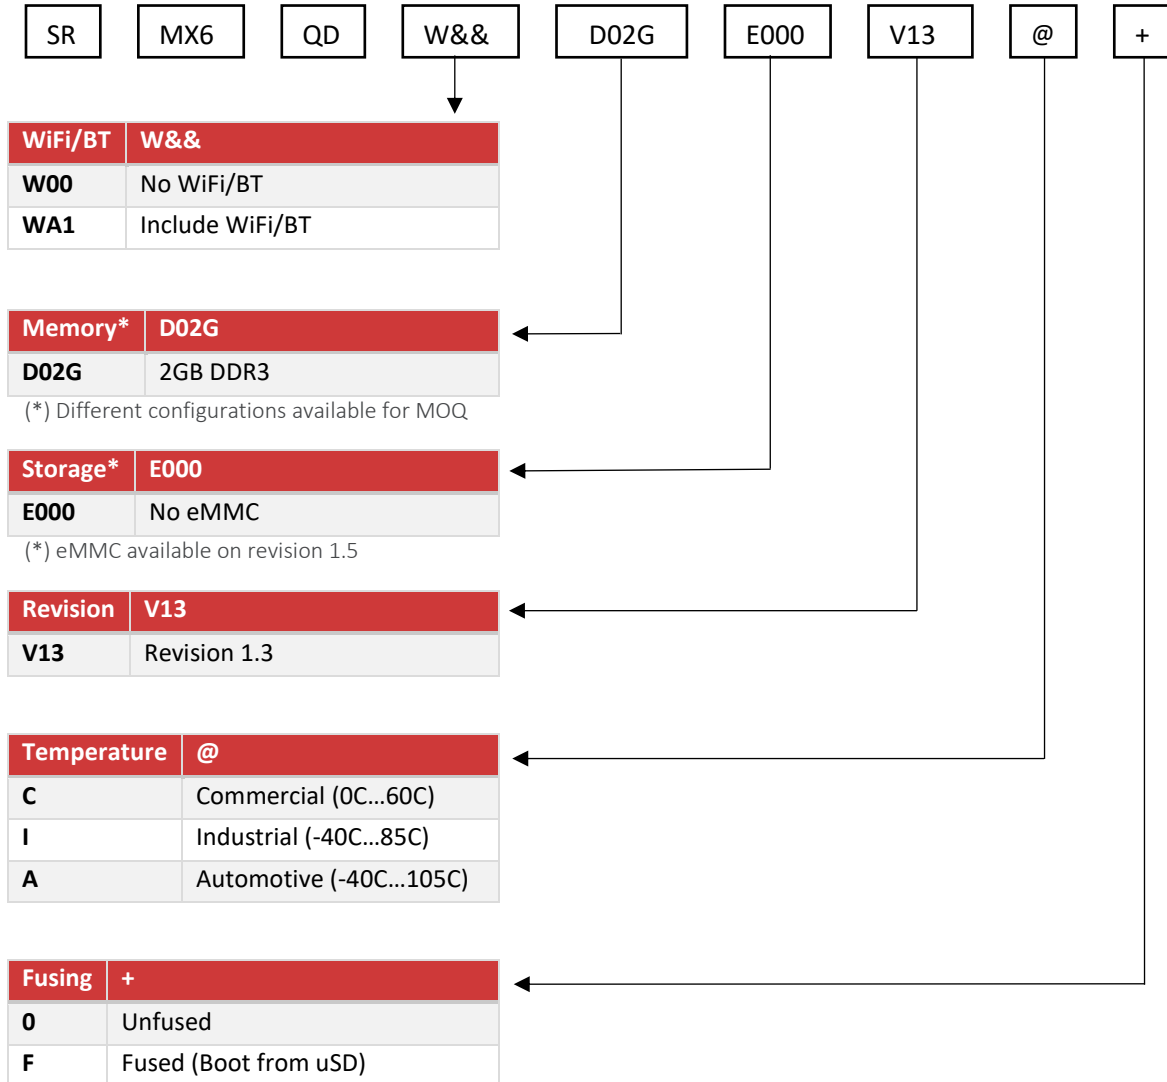 SR MX6 QD W&& D02G E000 V13 @ +
WiFi/BT W&&
W00 No WiFi/BT
WA1 Include WiFi/BT
Memory* D02G
D02G 2GB DDR3
(*) Different configurations available for MOQ
Storage* E000
E000 No eMMC
(*) eMMC available on revision 1.5
Revision V13
V13 Revision 1.3
Temperature @
C Commercial (0C…60C)
I Industrial (-40C…85C)
A Automotive (-40C…105C)
Fusing +
0 Unfused
F Fused (Boot from uSD)